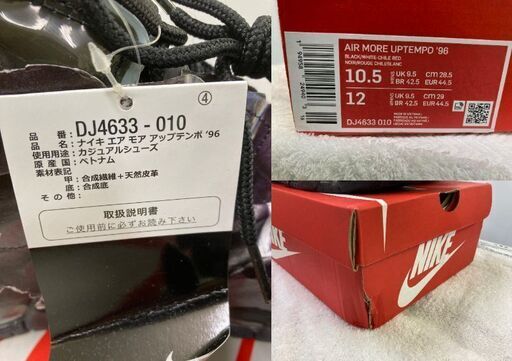 ④
品 番： DJ4633 - 010
品 名： ナイキ エア モア アップテンポ '96
使用用途： カジュアルシューズ
原 産 国： ベトナム
素材表記
甲： 合成繊維＋天然皮革
底： 合成底
その他：
取扱説明書
ご使用前に必ずお読み下さい
AIR MORE UPTEMPO '96
BLACK/WHITE-CHILE RED
NOIR/ROUGE CHILE/BLANC
10.5 UK 9.5 cm 28.5
BR 42.5 EUR 44.5
12 UK 9.5 cm 29
BR 42.5 EUR 44.5
DJ4633 010
NIKE